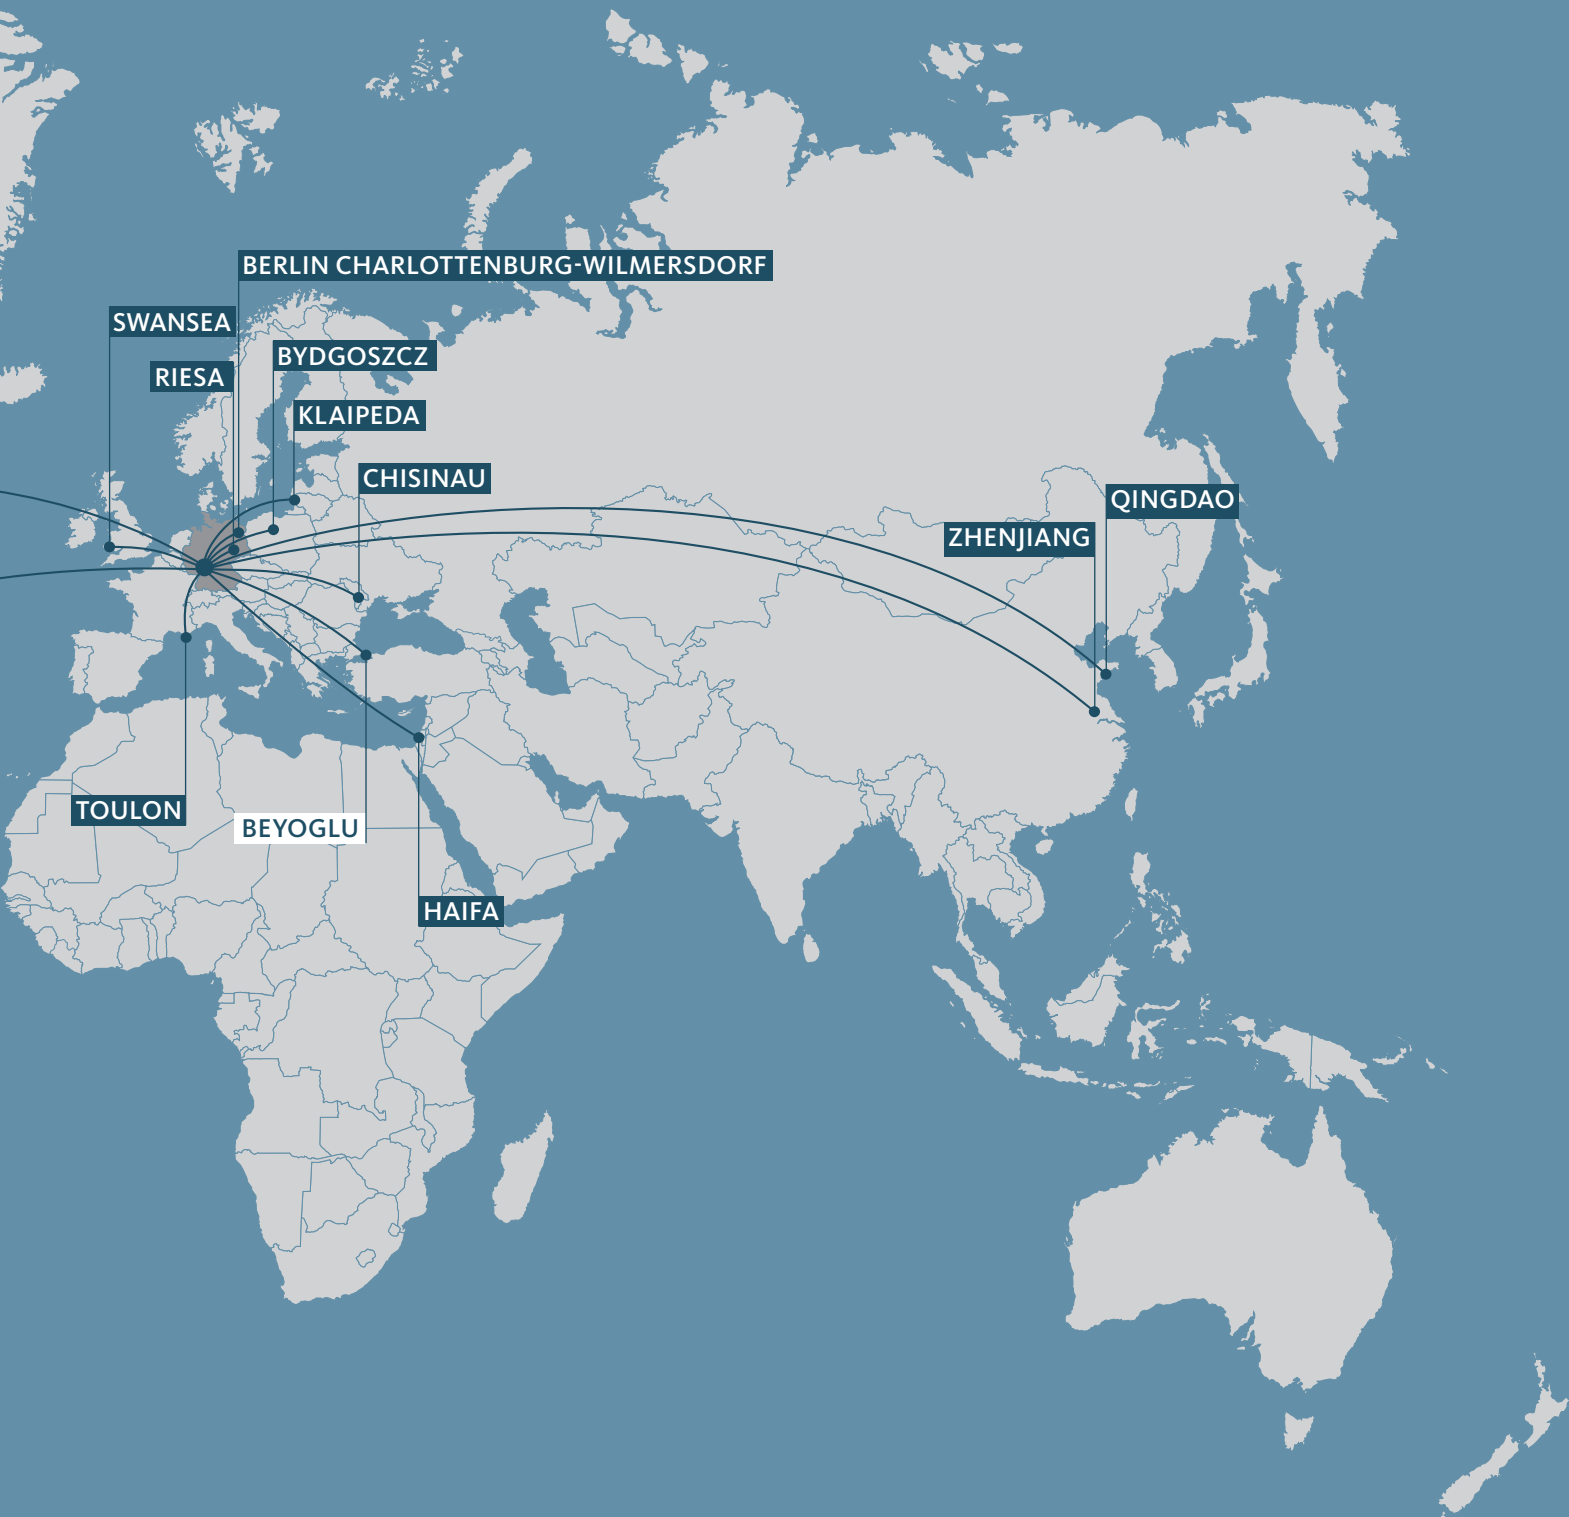 BERLIN CHARLOTTENBURG-WILMERSDORF
SWANSEA
BYDGOSZCZ
RIESA
KLAIPEDA
CHISINAU
QINGDAO
ZHENJIANG
TOULON
BEYOGLU
HAIFA